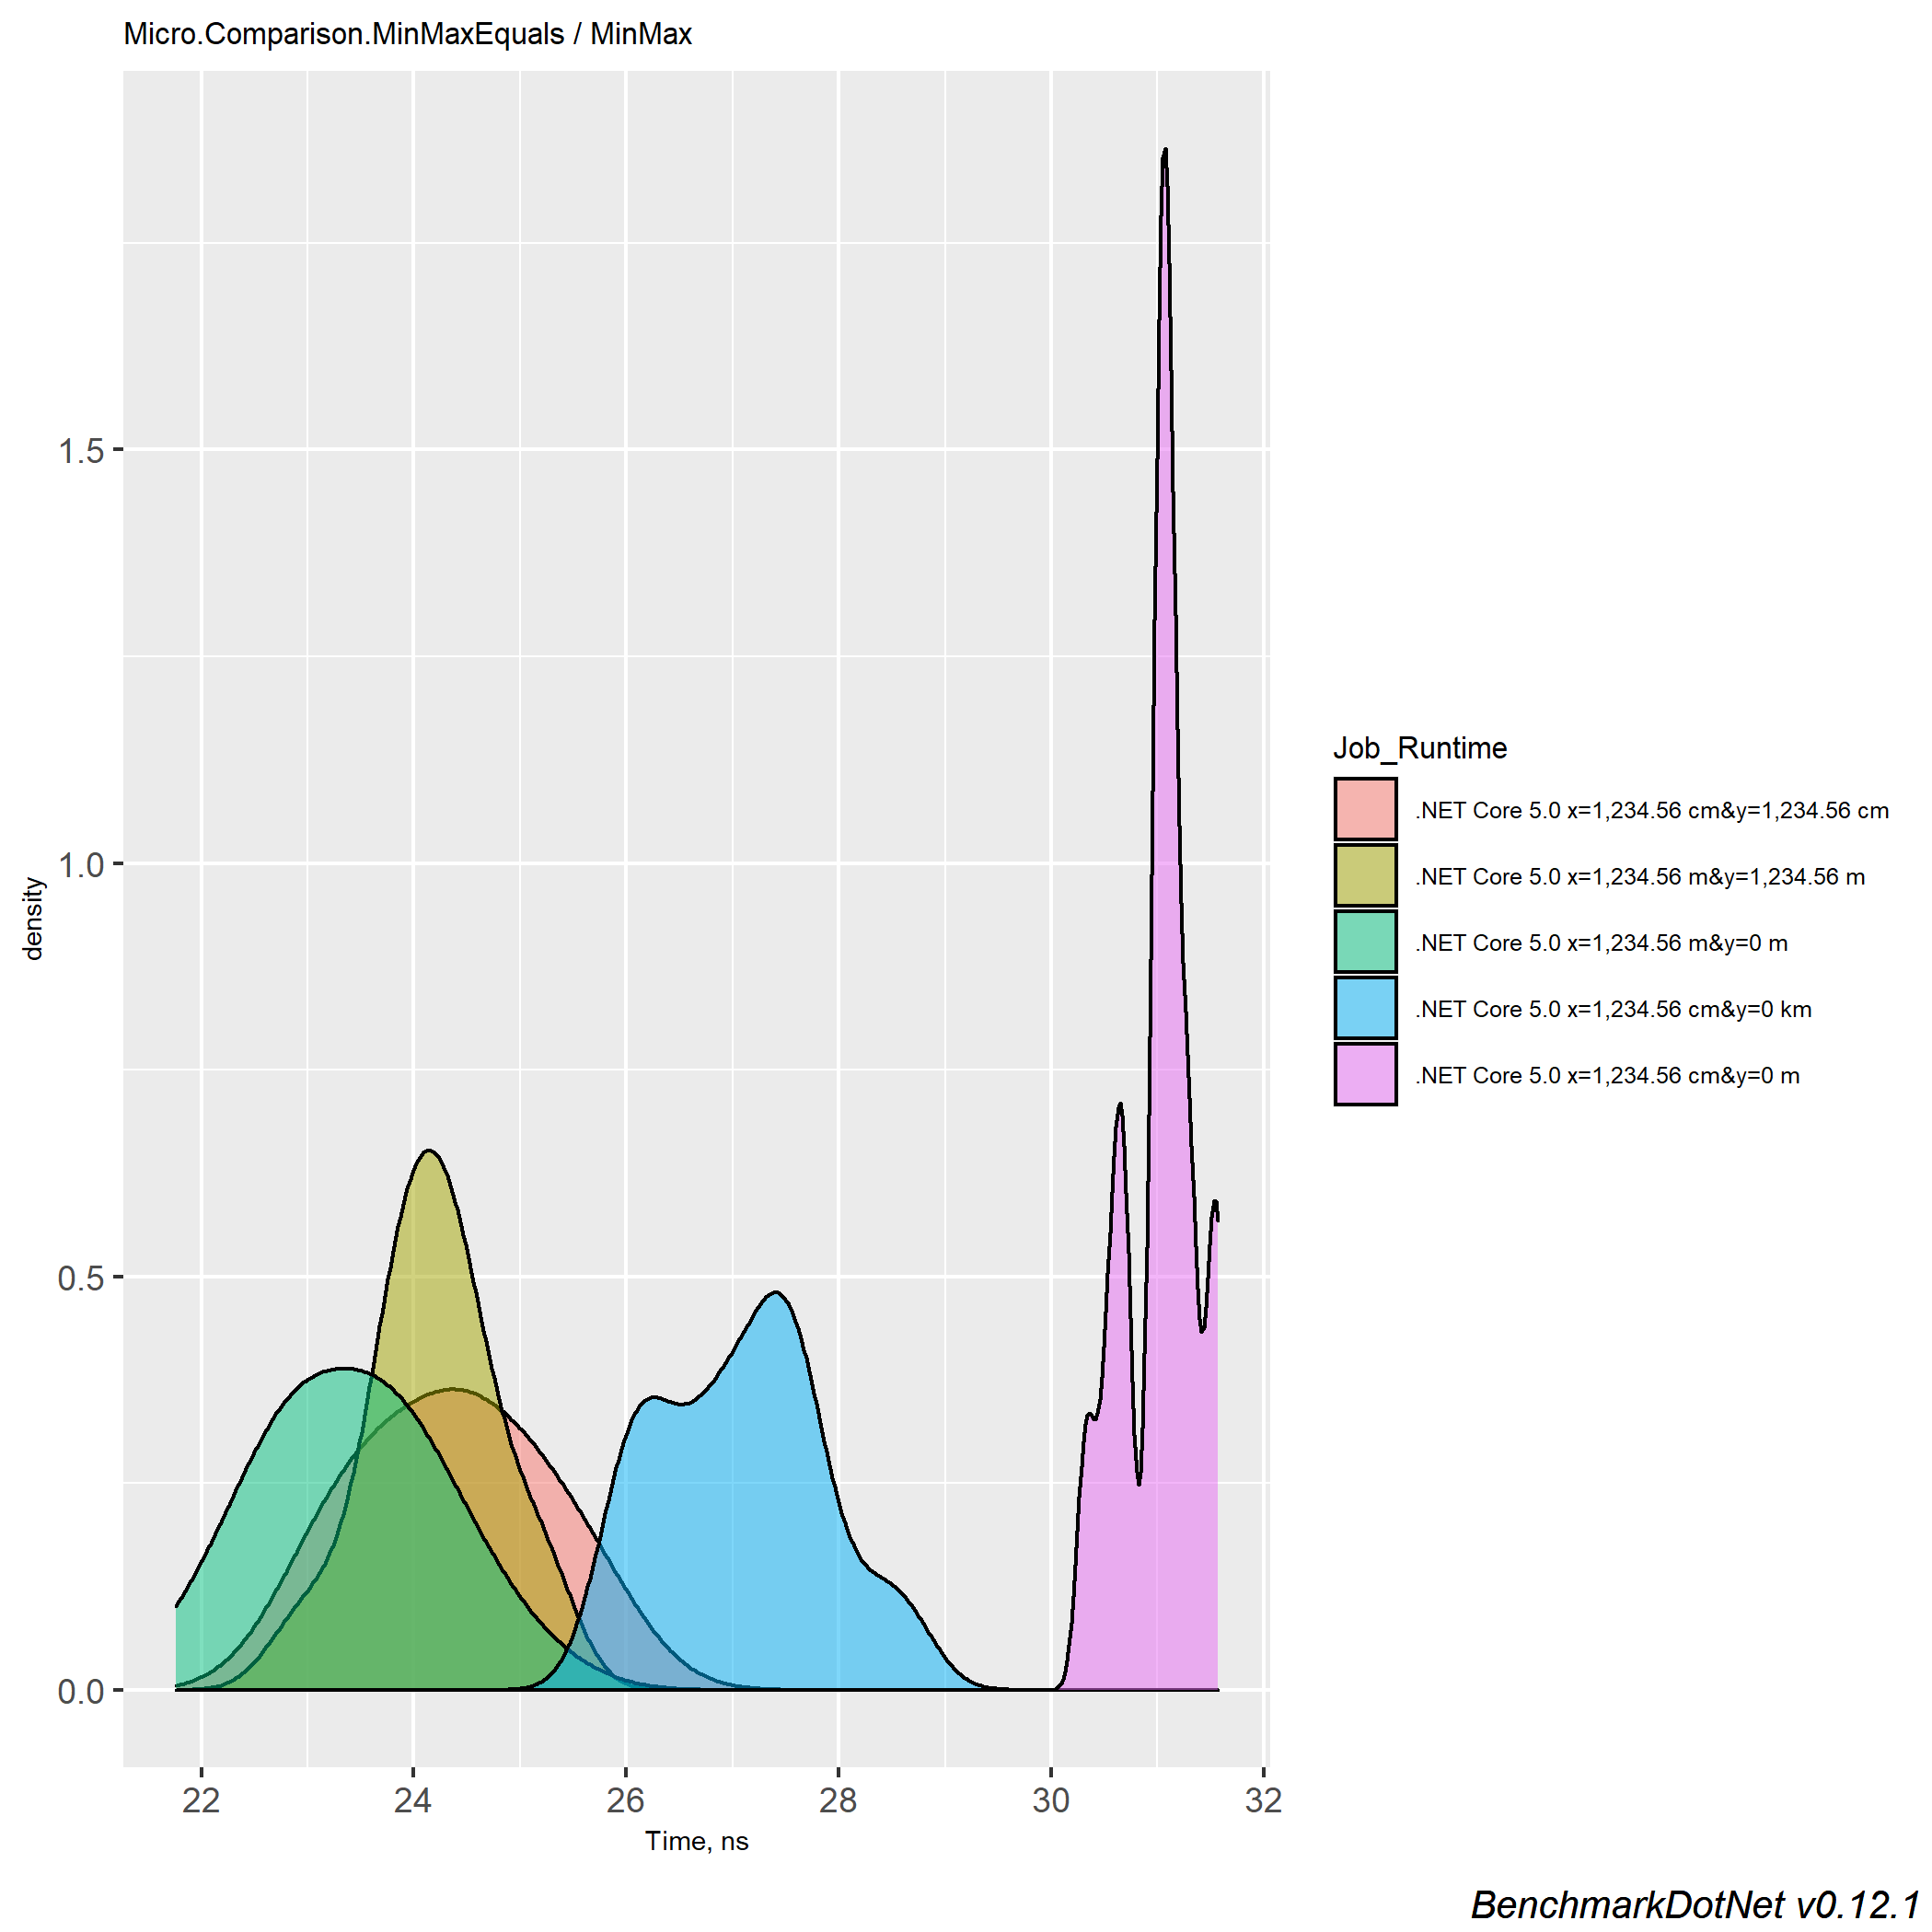 Micro.Comparison.MinMaxEquals / MinMax
1.5
1.0
0.5
0.0
density
22 24 26 28 30 32
Time, ns
Job_Runtime
.NET Core 5.0 x=1,234.56 cm&y=1,234.56 cm
.NET Core 5.0 x=1,234.56 m&y=1,234.56 m
.NET Core 5.0 x=1,234.56 m&y=0 m
.NET Core 5.0 x=1,234.56 cm&y=0 km
.NET Core 5.0 x=1,234.56 cm&y=0 m
BenchmarkDotNet v0.12.1